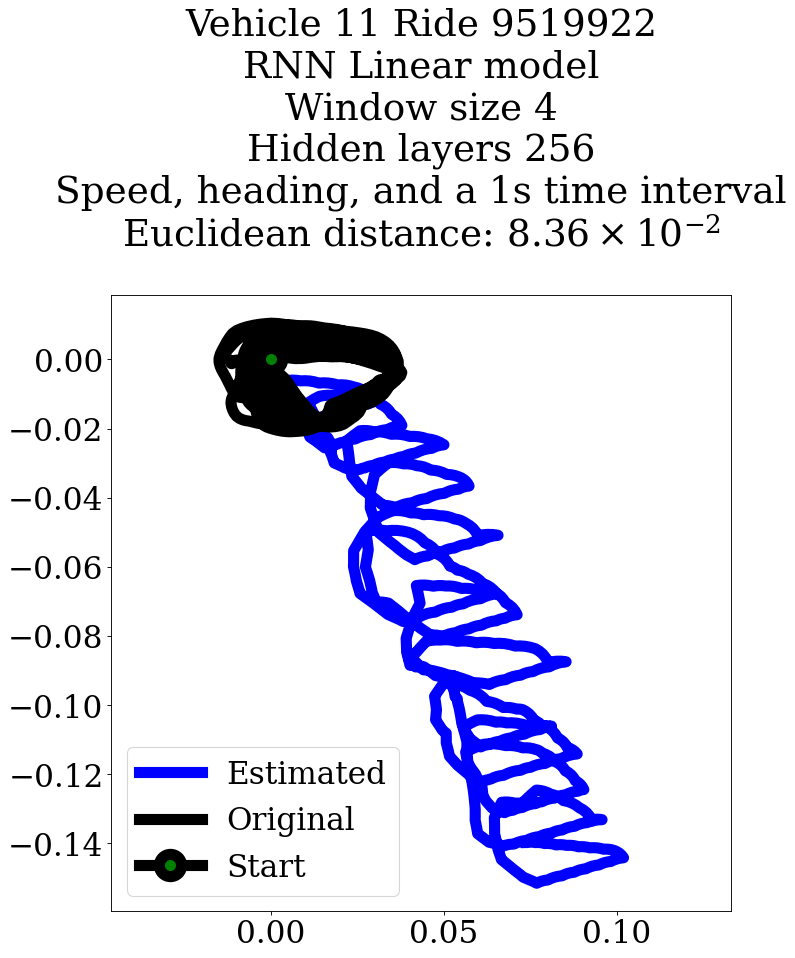 Vehicle 11 Ride 9519922
RNN Linear model
Window size 4
Hidden layers 256
Speed, heading, and a 1s time interval
Euclidean distance: 8.36 × 10⁻²
0.00
−0.02
−0.04
−0.06
−0.08
−0.10
−0.12
−0.14
Estimated
Original
Start
0.00 0.05 0.10